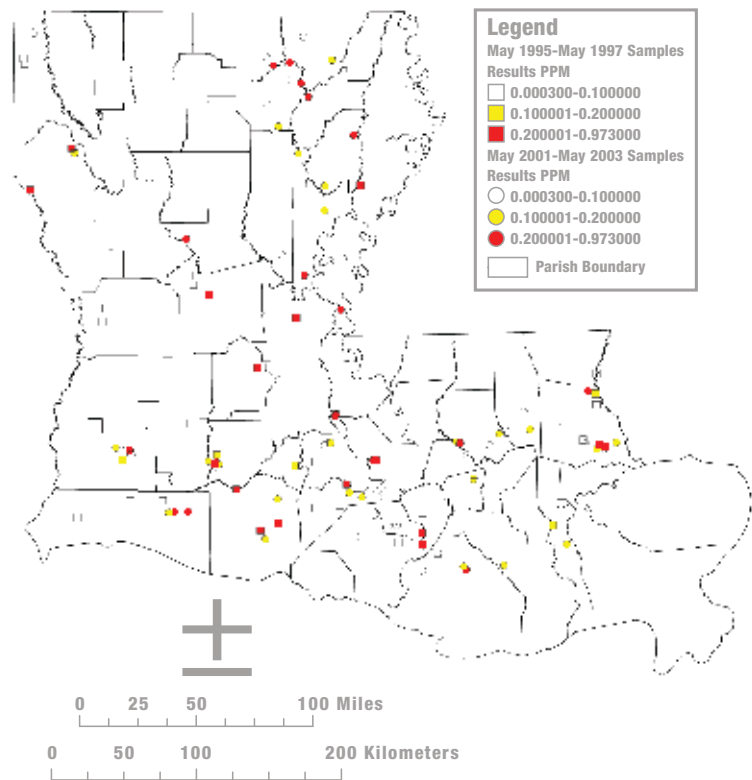 Legend
May 1995-May 1997 Samples
Results PPM
0.000300-0.100000
0.100001-0.200000
0.200001-0.973000
May 2001-May 2003 Samples
Results PPM
0.000300-0.100000
0.100001-0.200000
0.200001-0.973000
Parish Boundary
0 25 50 100 Miles
0 50 100 200 Kilometers